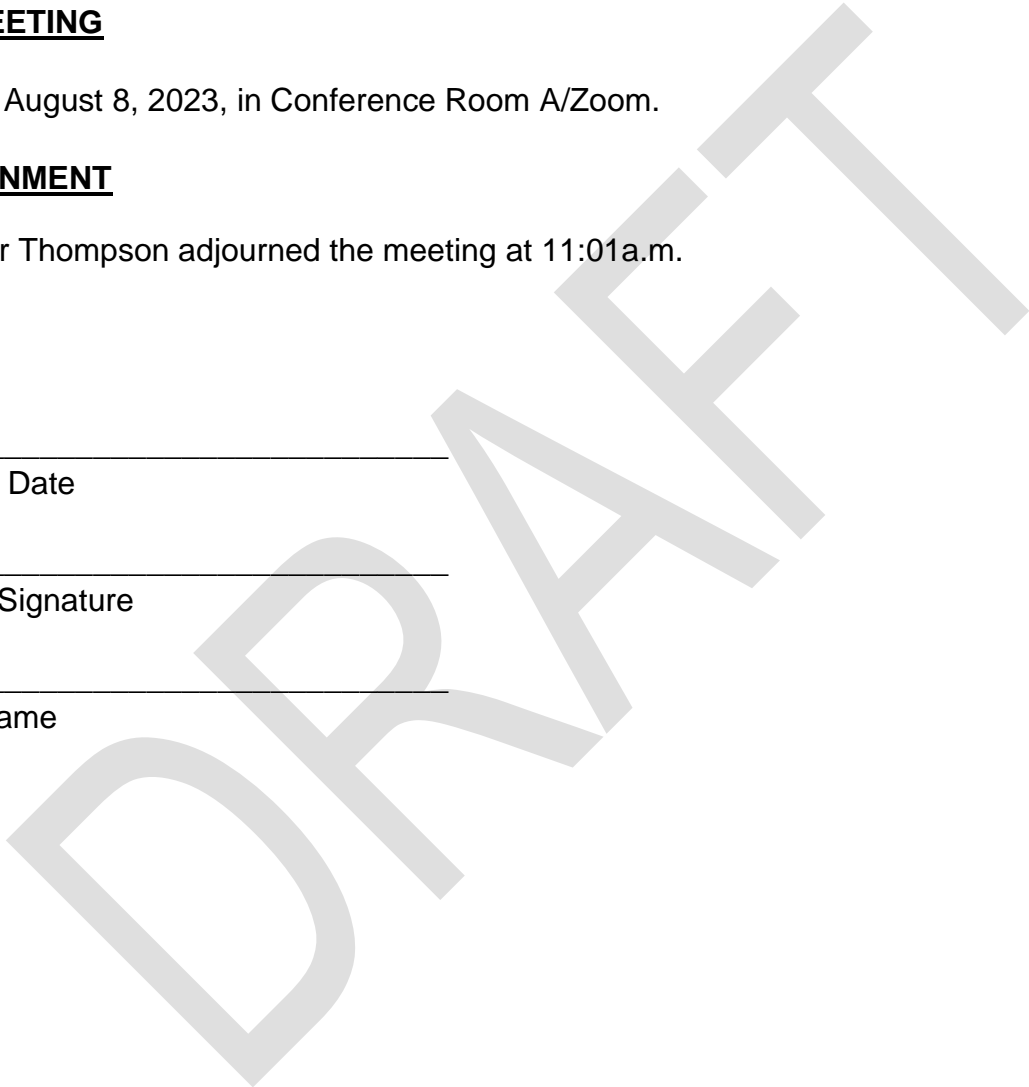 EETING
August 8, 2023, in Conference Room A/Zoom.
NMENT
r Thompson adjourned the meeting at 11:01a.m.
Date
Signature
ame
DRAFT